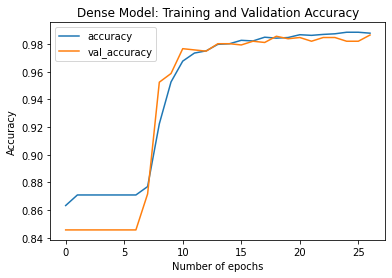 Dense Model: Training and Validation Accuracy
accuracy
val_accuracy
0.98
0.96
0.94
0.92
0.90
0.88
0.86
0.84
Accuracy
0 5 10 15 20 25
Number of epochs